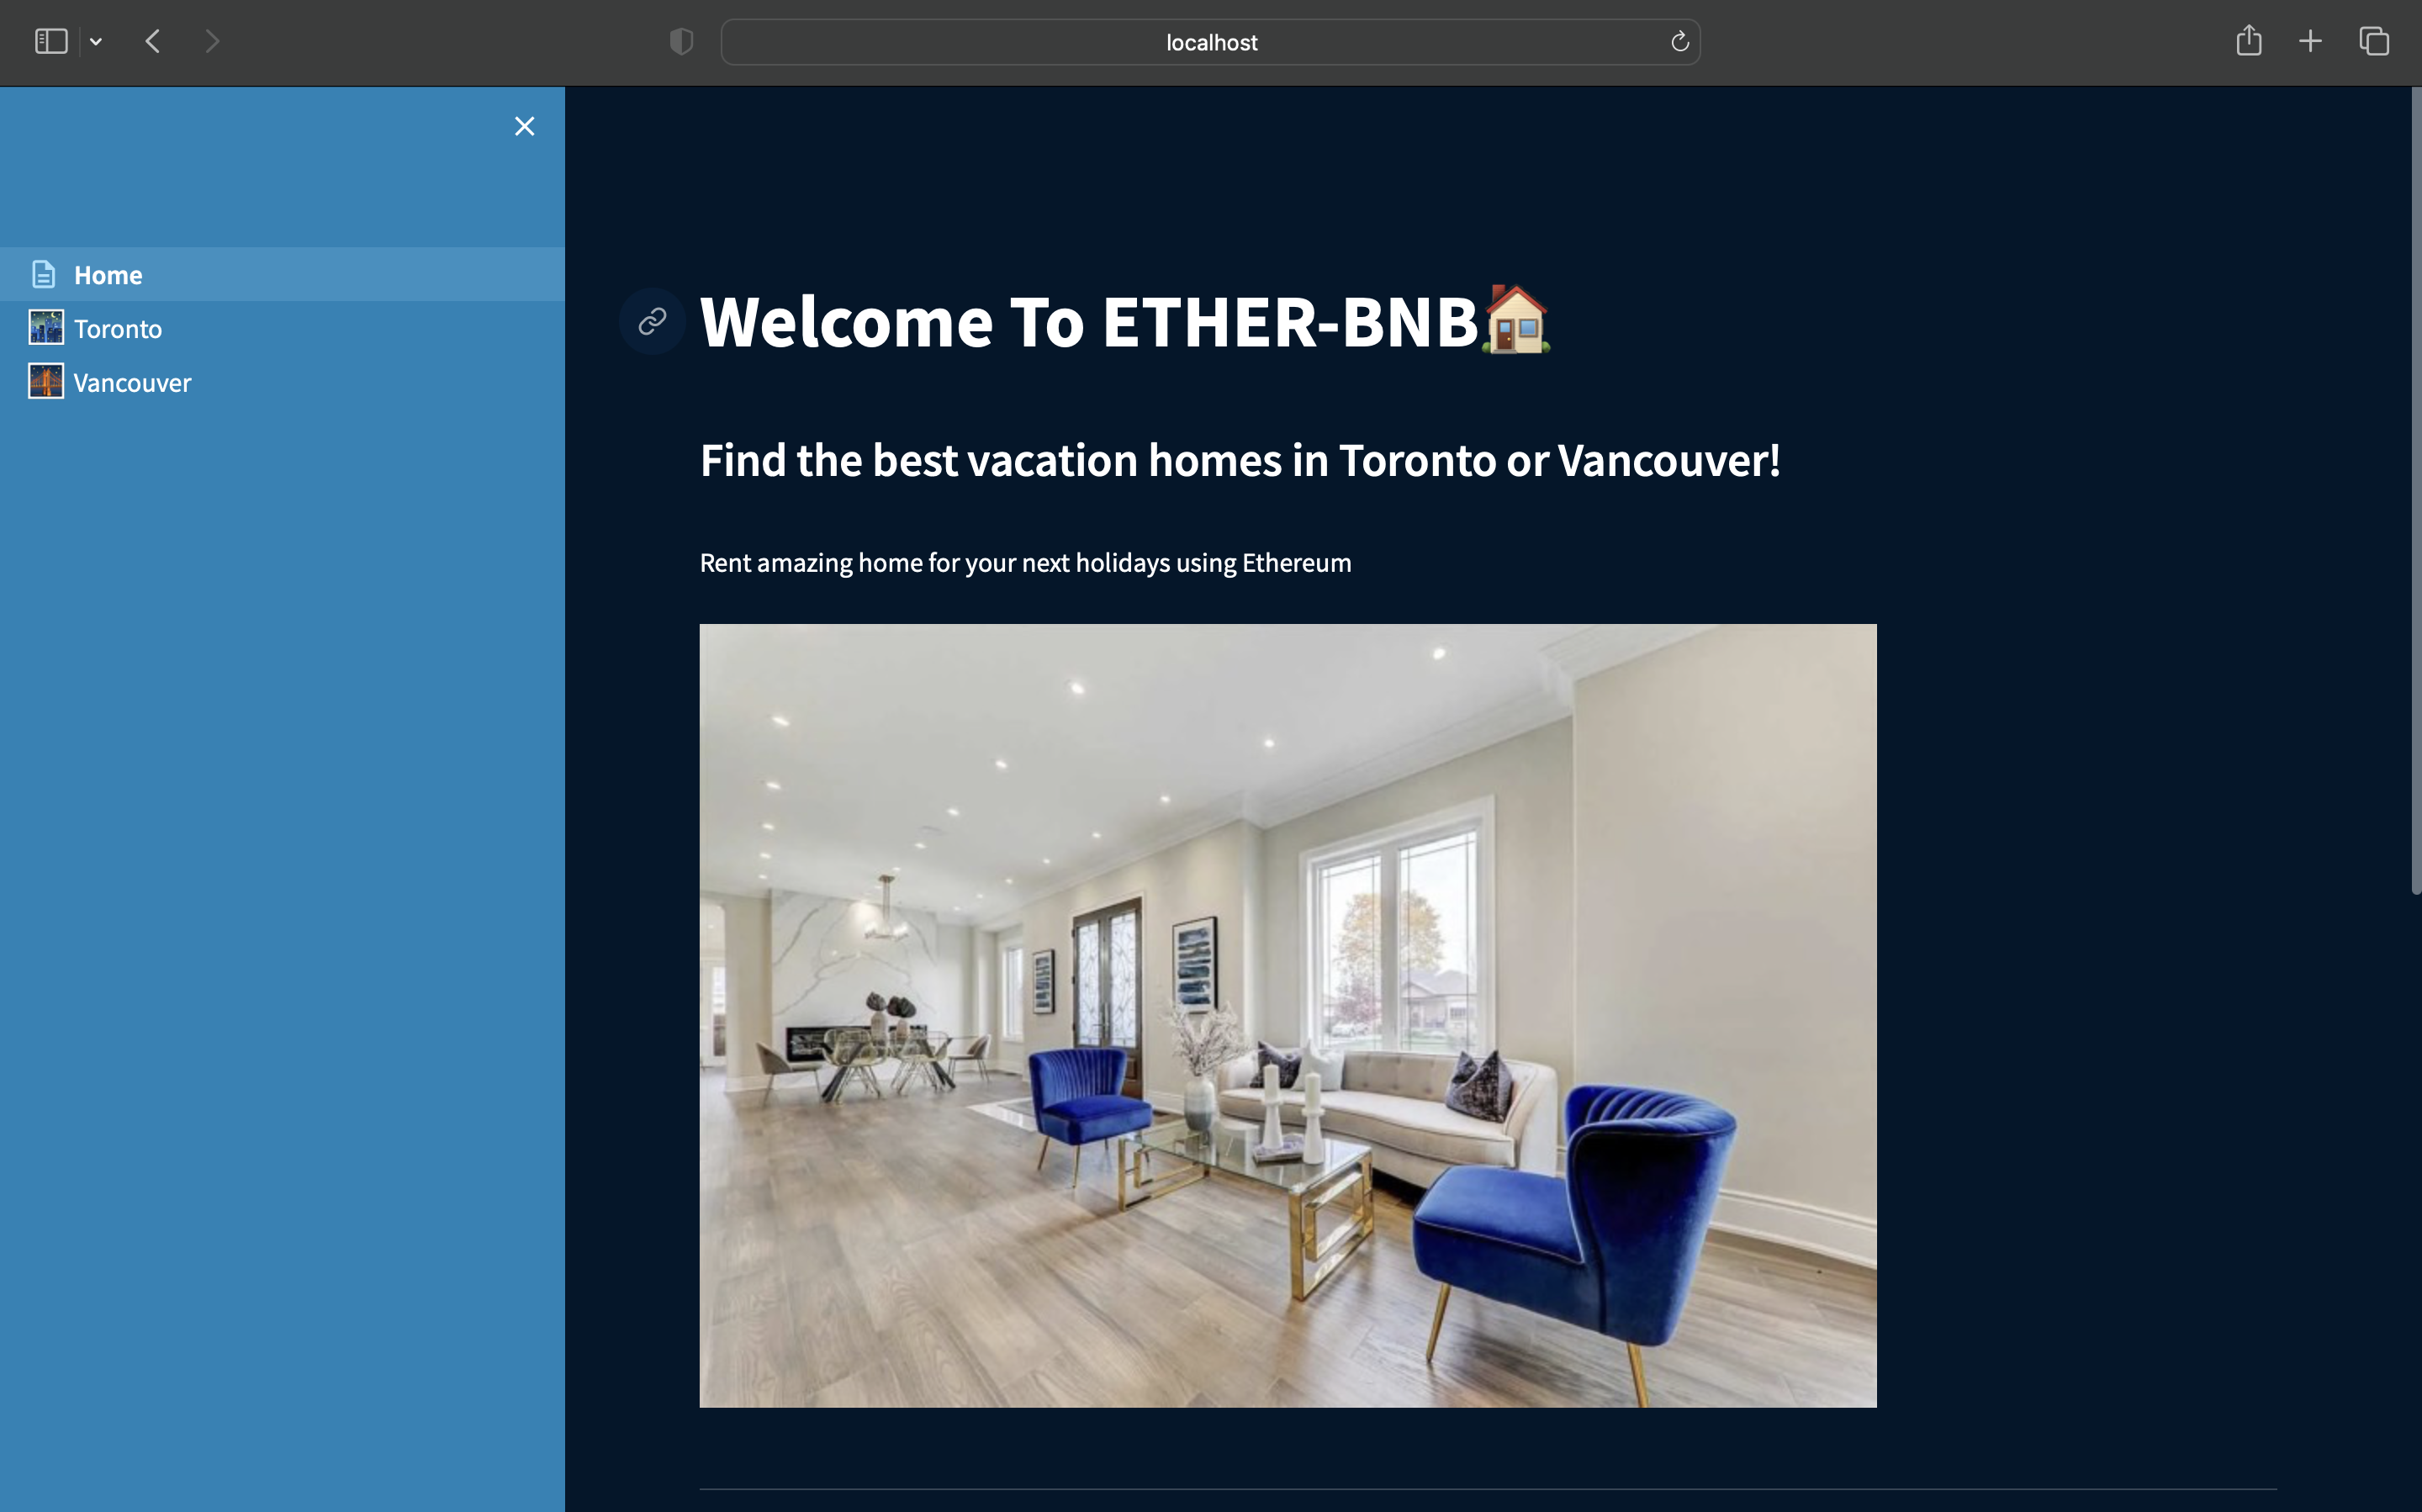 localhost
Home
Toronto
Vancouver
Welcome To ETHER-BNB🏠
Find the best vacation homes in Toronto or Vancouver!
Rent amazing home for your next holidays using Ethereum